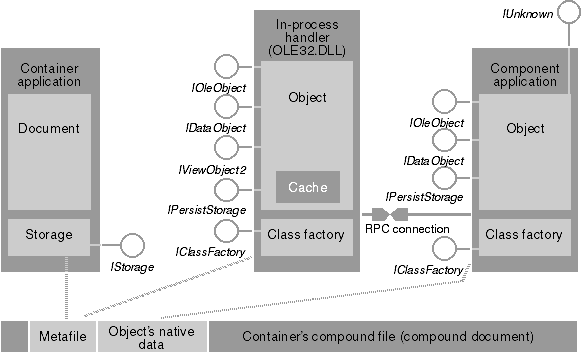 IUnknown
Container
application
Document
Storage
IStorage
In-process
handler
(OLE32.DLL)
Object
Cache
Class factory
IOleObject
IDataObject
IViewObject2
IPersistStorage
IClassFactory
RPC connection
Component
application
Object
Class factory
IOleObject
IDataObject
IPersistStorage
IClassFactory
Metafile
Object's native
data
Container's compound file (compound document)